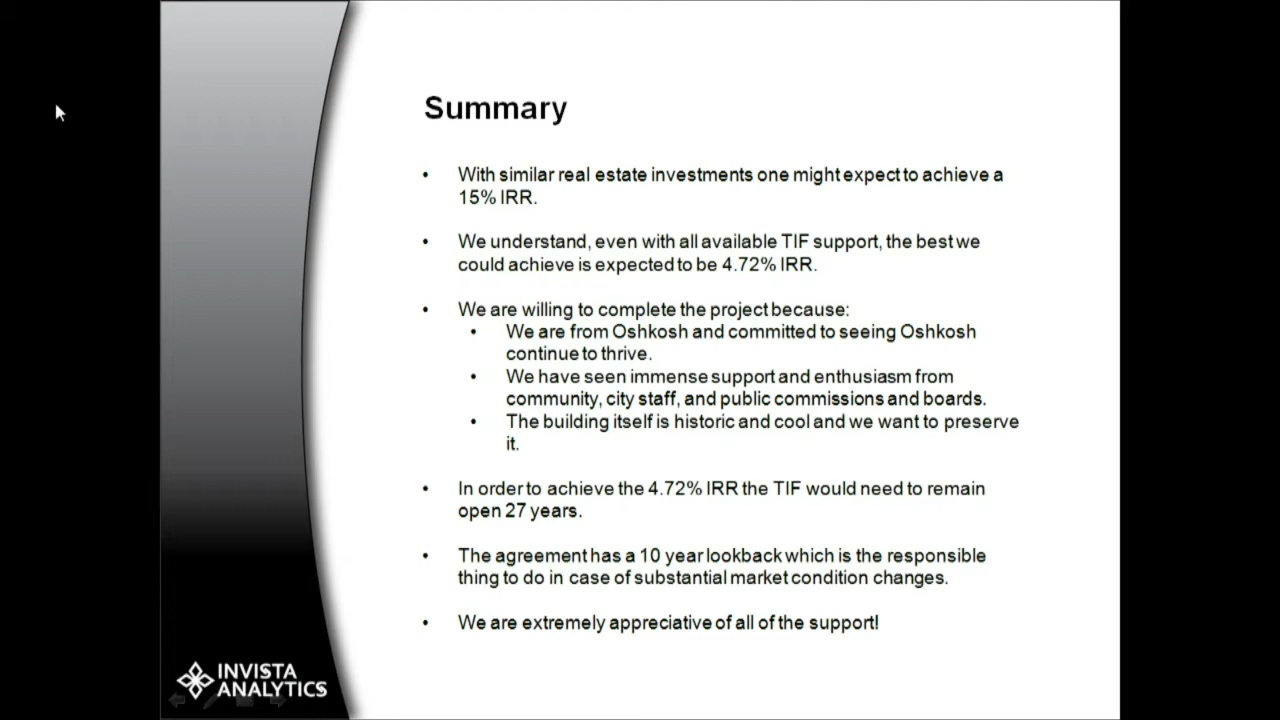 Summary
• With similar real estate investments one might expect to achieve a
15% IRR.
• We understand, even with all available TIF support, the best we
could achieve is expected to be 4.72% IRR.
• We are willing to complete the project because:
• We are from Oshkosh and committed to seeing Oshkosh
continue to thrive.
• We have seen immense support and enthusiasm from
community, city staff, and public commissions and boards.
• The building itself is historic and cool and we want to preserve
it.
• In order to achieve the 4.72% IRR the TIF would need to remain
open 27 years.
• The agreement has a 10 year lookback which is the responsible
thing to do in case of substantial market condition changes.
• We are extremely appreciative of all of the support!
INVISTA
ANALYTICS